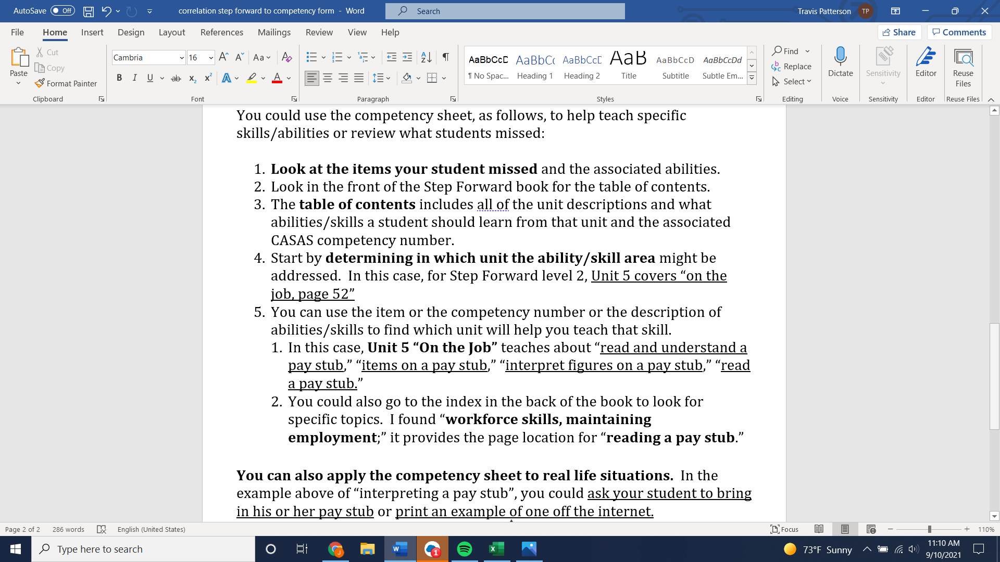 AutoSave Off correlation step forward to competency form - Word Search Travis Patterson TP
File Home Insert Design Layout References Mailings Review View Help Share Comments
Paste Cut Copy Format Painter Clipboard
Cambria 16 Font
Paragraph
AaBbCcD AaBbC AaBbCcD AaB AaBbCcD AaBbCcDd
¶ No Spac... Heading 1 Heading 2 Title Subtitle Subtle Em...
Styles
Find Replace Select Editing
Dictate Voice
Sensitivity Sensitivity
Editor Editor
Reuse Files Reuse Files
You could use the competency sheet, as follows, to help teach specific
skills/abilities or review what students missed:
1. Look at the items your student missed and the associated abilities.
2. Look in the front of the Step Forward book for the table of contents.
3. The table of contents includes all of the unit descriptions and what
abilities/skills a student should learn from that unit and the associated
CASAS competency number.
4. Start by determining in which unit the ability/skill area might be
addressed.  In this case, for Step Forward level 2, Unit 5 covers “on the
job, page 52”
5. You can use the item or the competency number or the description of
abilities/skills to find which unit will help you teach that skill.
1. In this case, Unit 5 “On the Job” teaches about “read and understand a
pay stub,” “items on a pay stub,” “interpret figures on a pay stub,” “read
a pay stub.”
2. You could also go to the index in the back of the book to look for
specific topics.  I found “workforce skills, maintaining
employment;” it provides the page location for “reading a pay stub.”
You can also apply the competency sheet to real life situations.  In the
example above of “interpreting a pay stub”, you could ask your student to bring
in his or her pay stub or print an example of one off the internet.
Page 2 of 2 286 words English (United States) Focus 110%
Type here to search 1 73°F Sunny 11:10 AM
9/10/2021